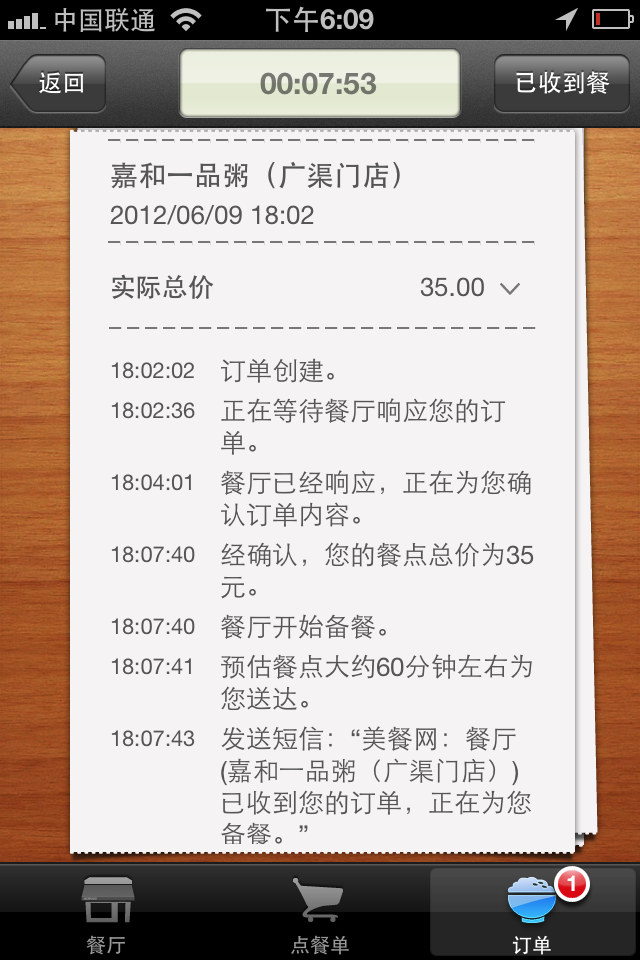 中国联通 下午6:09
返回 00:07:53 已收到餐
嘉和一品粥（广渠门店）
2012/06/09 18:02
实际总价 35.00
18:02:02 订单创建。
18:02:36 正在等待餐厅响应您的订
单。
18:04:01 餐厅已经响应，正在为您确
认订单内容。
18:07:40 经确认，您的餐点总价为35
元。
18:07:40 餐厅开始备餐。
18:07:41 预估餐点大约60分钟左右为
您送达。
18:07:43 发送短信：“美餐网：餐厅
(嘉和一品粥（广渠门店）)
已收到您的订单，正在为您
备餐。”
1
餐厅 点餐单 订单